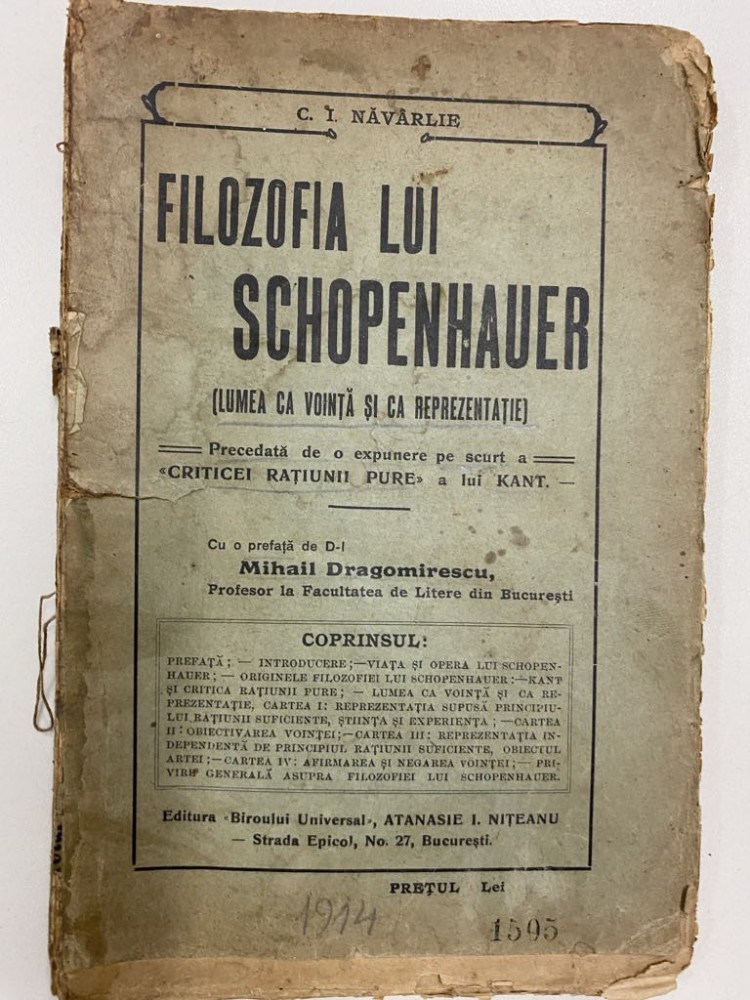 C. I. NĂVÂRLIE
FILOZOFIA LUI
SCHOPENHAUER
(LUMEA CA VOINȚĂ ȘI CA REPREZENTAȚIE)
Precedată de o expunere pe scurt a
«CRITICEI RAȚIUNII PURE» a lui KANT. —
Cu o prefață de D-l
Mihail Dragomirescu,
Profesor la Facultatea de Litere din București
COPRINSUL:
PREFAȚĂ; — INTRODUCERE;—VIAȚA ȘI OPERA LUI SCHOPEN-
HAUER; — ORIGINELE FILOZOFIEI LUI SCHOPENHAUER:—KANT
ȘI CRITICA RAȚIUNII PURE; — LUMEA CA VOINȚĂ ȘI CA RE-
PREZENTAȚIE, CARTEA I: REPREZENTAȚIA SUPUSĂ PRINCIPIU-
LUI RAȚIUNII SUFICIENTE, ȘTIINȚA ȘI EXPERIENȚA; —CARTEA
II: OBIECTIVAREA VOINȚEI;—CARTEA III: REPREZENTAȚIA IN-
DEPENDENTĂ DE PRINCIPIUL RAȚIUNII SUFICIENTE, OBIECTUL
ARTEI;—CARTEA IV: AFIRMAREA ȘI NEGAREA VOINȚEI;— PRI-
VIRE GENERALĂ ASUPRA FILOZOFIEI LUI SCHOPENHAUER.
Editura «Biroului Universal», ATANASIE I. NIȚEANU
— Strada Epicol, No. 27, București.
PREȚUL Lei
1914
1595